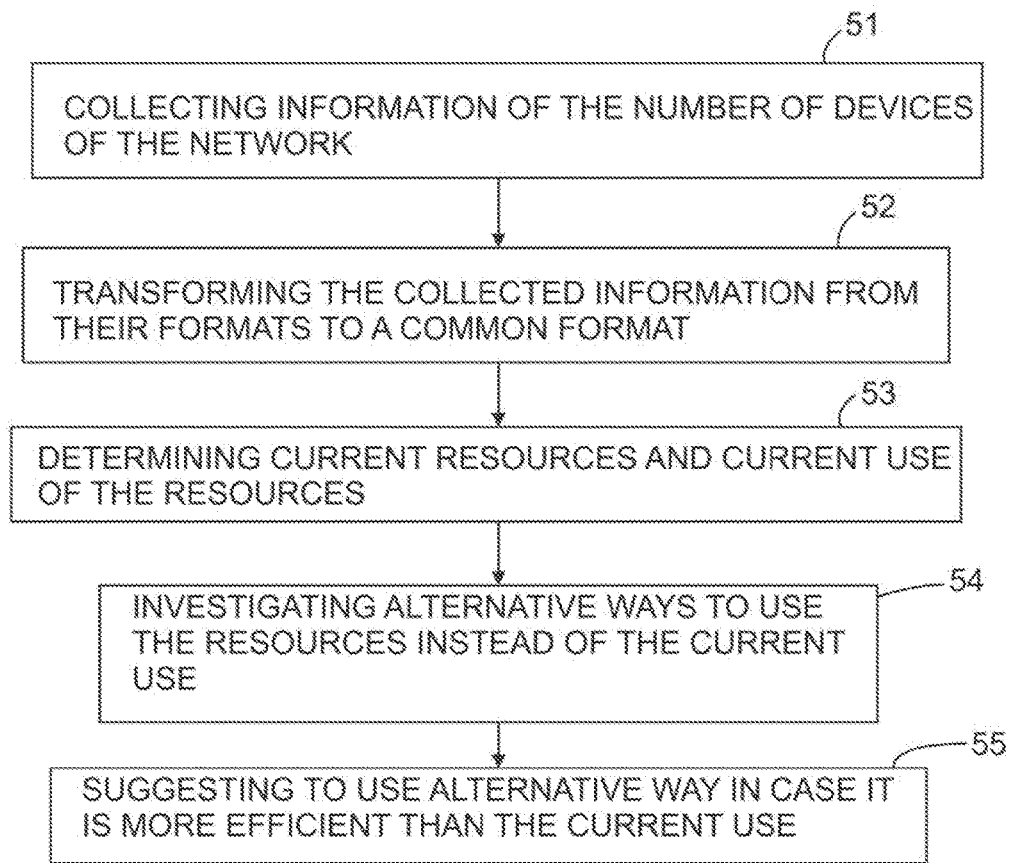 51
COLLECTING INFORMATION OF THE NUMBER OF DEVICES
OF THE NETWORK
52
TRANSFORMING THE COLLECTED INFORMATION FROM
THEIR FORMATS TO A COMMON FORMAT
53
DETERMINING CURRENT RESOURCES AND CURRENT USE
OF THE RESOURCES
54
INVESTIGATING ALTERNATIVE WAYS TO USE
THE RESOURCES INSTEAD OF THE CURRENT
USE
55
SUGGESTING TO USE ALTERNATIVE WAY IN CASE IT
IS MORE EFFICIENT THAN THE CURRENT USE